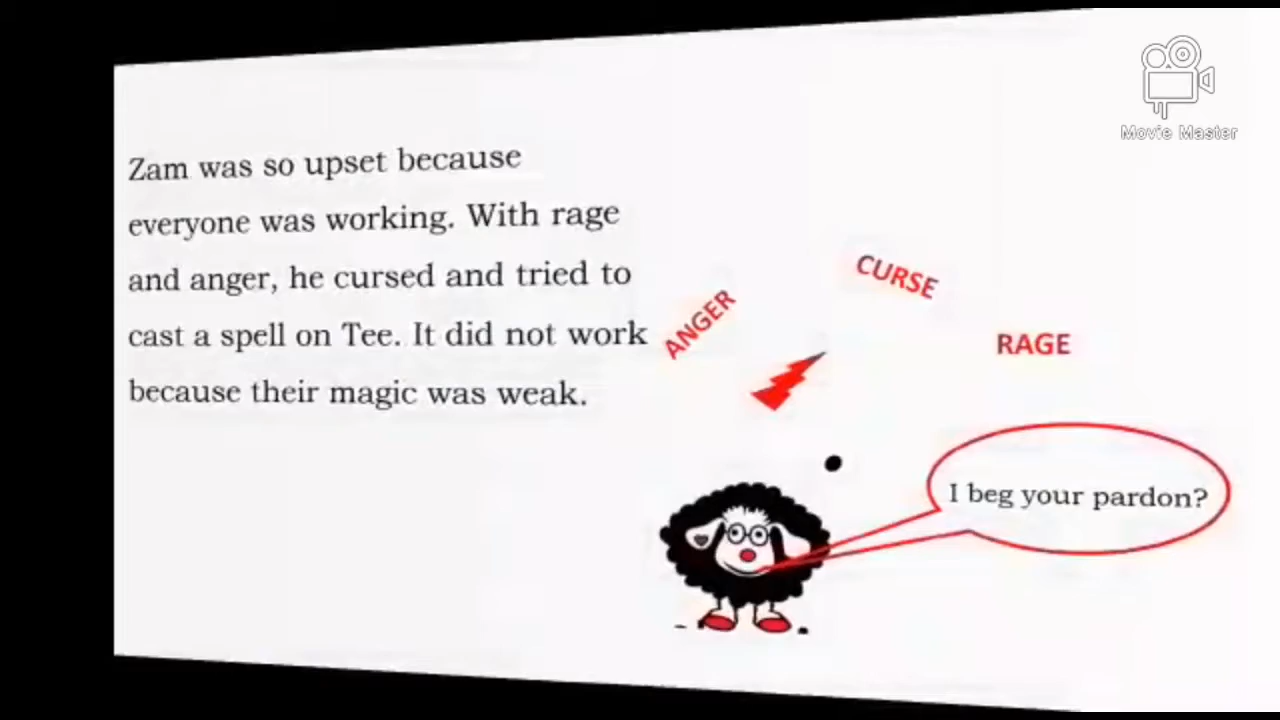 Movie Master
Zam was so upset because
everyone was working. With rage
and anger, he cursed and tried to
cast a spell on Tee. It did not work
because their magic was weak.
CURSE
ANGER
RAGE
I beg your pardon?